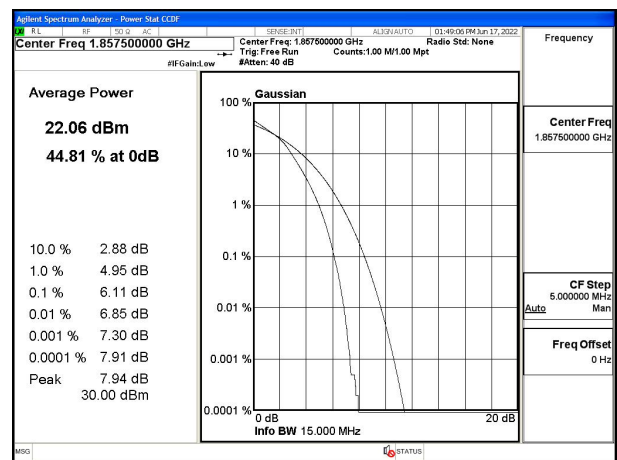 Agilent Spectrum Analyzer - Power Stat CCDF
RL RF 50 Ω AC SENSE:INT ALIGN AUTO 01:49:06 PM Jun 17, 2022
Center Freq 1.857500000 GHz
Center Freq: 1.857500000 GHz Radio Std: None
Trig: Free Run Counts:1.00 M/1.00 Mpt
#IFGain:Low #Atten: 40 dB
Frequency
Average Power
22.06 dBm
44.81 % at 0dB
10.0 % 2.88 dB
1.0 % 4.95 dB
0.1 % 6.11 dB
0.01 % 6.85 dB
0.001 % 7.30 dB
0.0001 % 7.91 dB
Peak 7.94 dB
30.00 dBm
Gaussian
100 %
10 %
1 %
0.1 %
0.01 %
0.001 %
0.0001 %
0 dB 20 dB
Info BW 15.000 MHz
Center Freq
1.857500000 GHz
CF Step
5.000000 MHz
Auto Man
Freq Offset
0 Hz
MSG STATUS